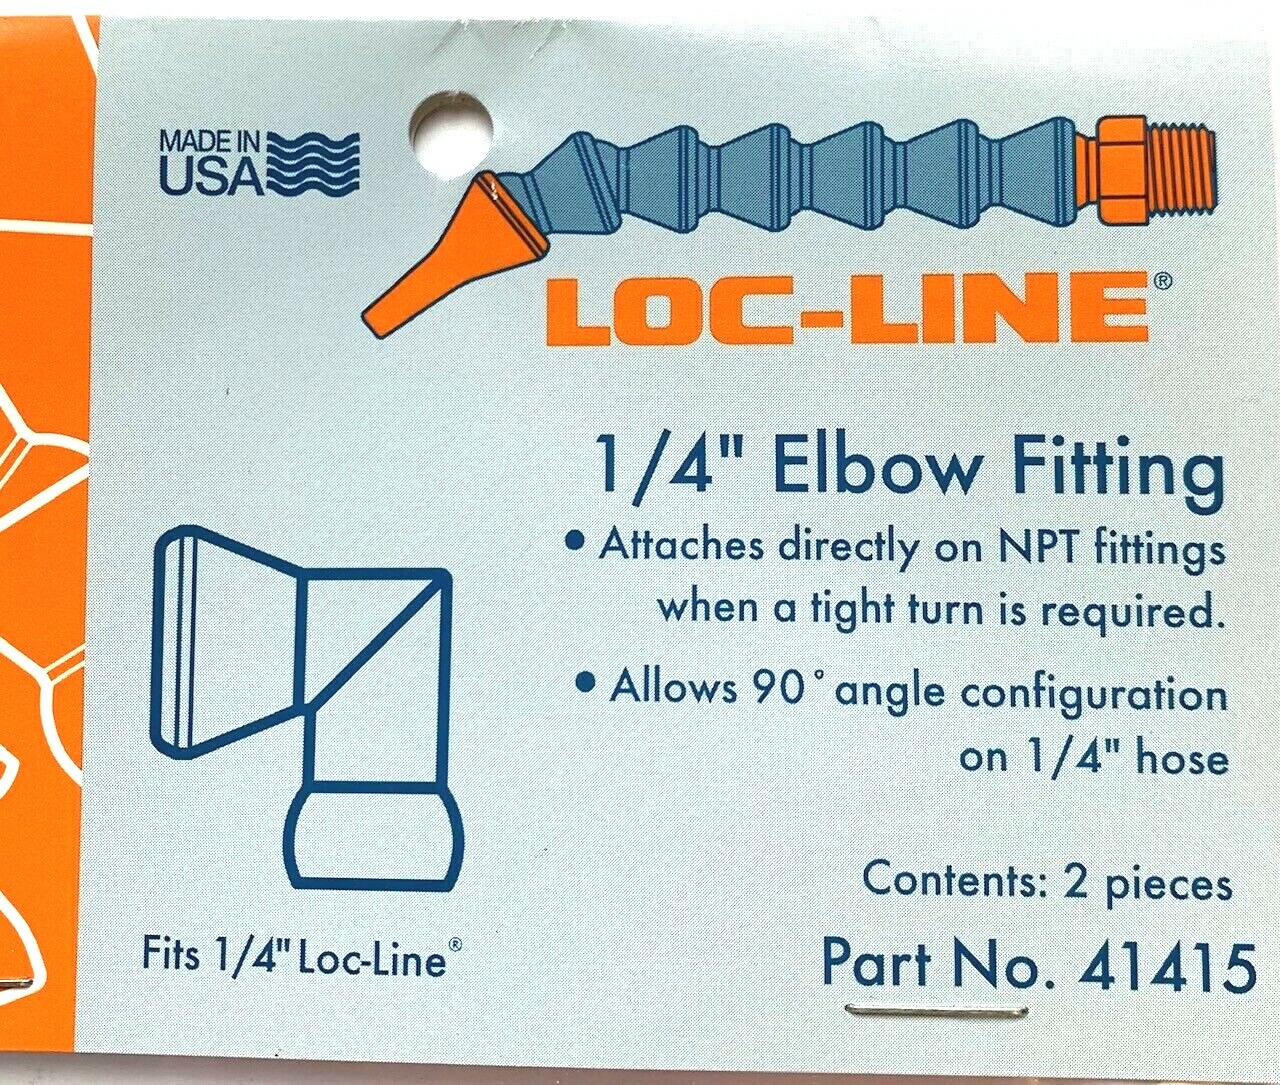 MADE IN
USA
LOC-LINE®
1/4" Elbow Fitting
• Attaches directly on NPT fittings
when a tight turn is required.
• Allows 90° angle configuration
on 1/4" hose
Contents: 2 pieces
Fits 1/4" Loc-Line®
Part No. 41415